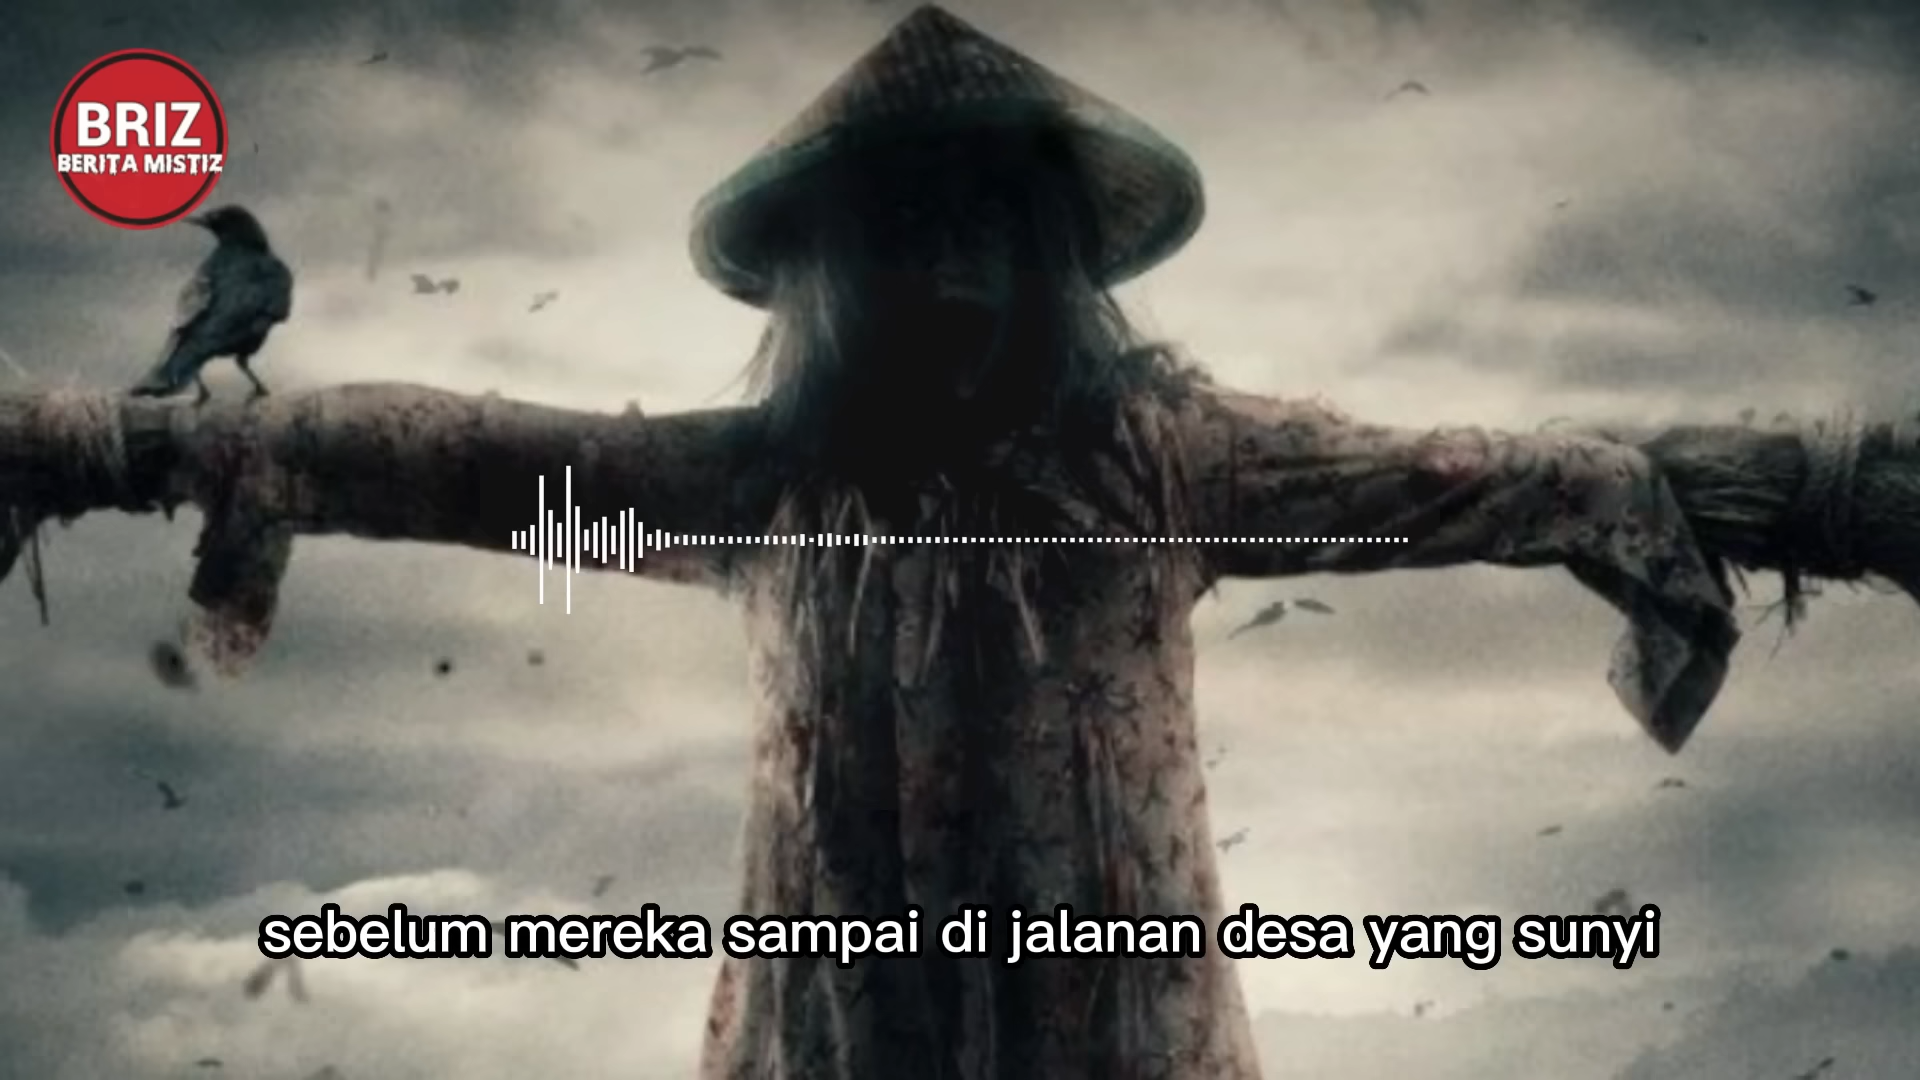 BRIZ
BERITA MISTIZ
sebelum mereka sampai di jalanan desa yang sunyi